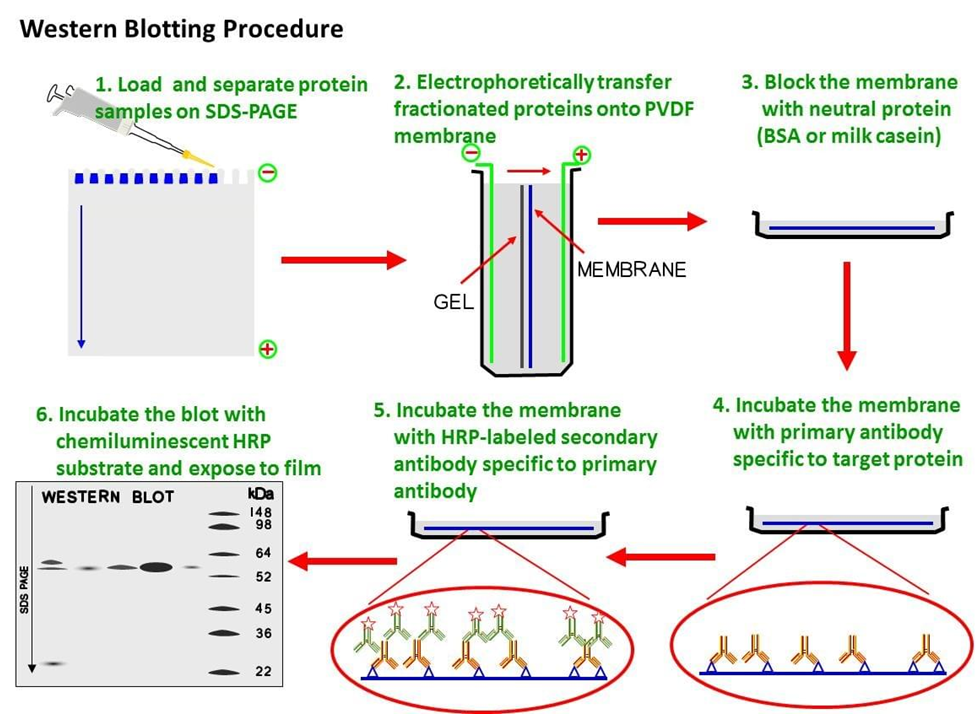 Western Blotting Procedure
1. Load and separate protein
samples on SDS-PAGE
2. Electrophoretically transfer
fractionated proteins onto PVDF
membrane
3. Block the membrane
with neutral protein
(BSA or milk casein)
GEL
MEMBRANE
4. Incubate the membrane
with primary antibody
specific to target protein
5. Incubate the membrane
with HRP-labeled secondary
antibody specific to primary
antibody
6. Incubate the blot with
chemiluminescent HRP
substrate and expose to film
WESTERN BLOT
kDa
148
98
64
52
45
36
22
SDS PAGE